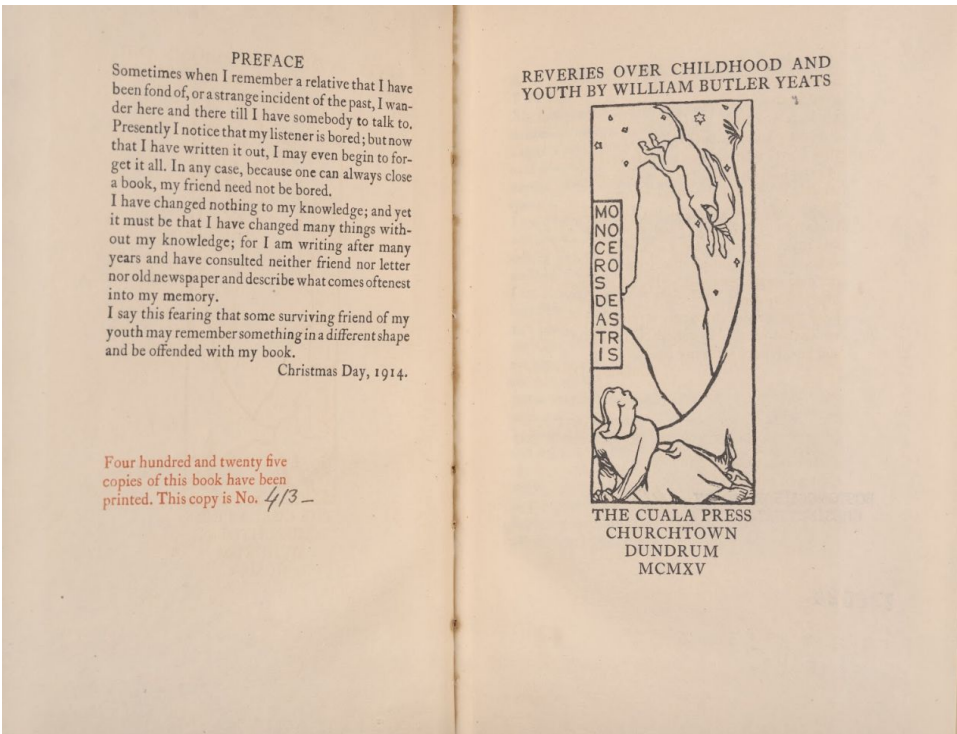 PREFACE
Sometimes when I remember a relative that I have
been fond of, or a strange incident of the past, I wan-
der here and there till I have somebody to talk to.
Presently I notice that my listener is bored; but now
that I have written it out, I may even begin to for-
get it all. In any case, because one can always close
a book, my friend need not be bored.
I have changed nothing to my knowledge; and yet
it must be that I have changed many things with-
out my knowledge; for I am writing after many
years and have consulted neither friend nor letter
nor old newspaper and describe what comes oftenest
into my memory.
I say this fearing that some surviving friend of my
youth may remember something in a different shape
and be offended with my book.
Christmas Day, 1914.
Four hundred and twenty five
copies of this book have been
printed. This copy is No. 413-
REVERIES OVER CHILDHOOD AND
YOUTH BY WILLIAM BUTLER YEATS
MO
NO
CE
RO
S
DE
AS
TR
IS
THE CUALA PRESS
CHURCHTOWN
DUNDRUM
MCMXV